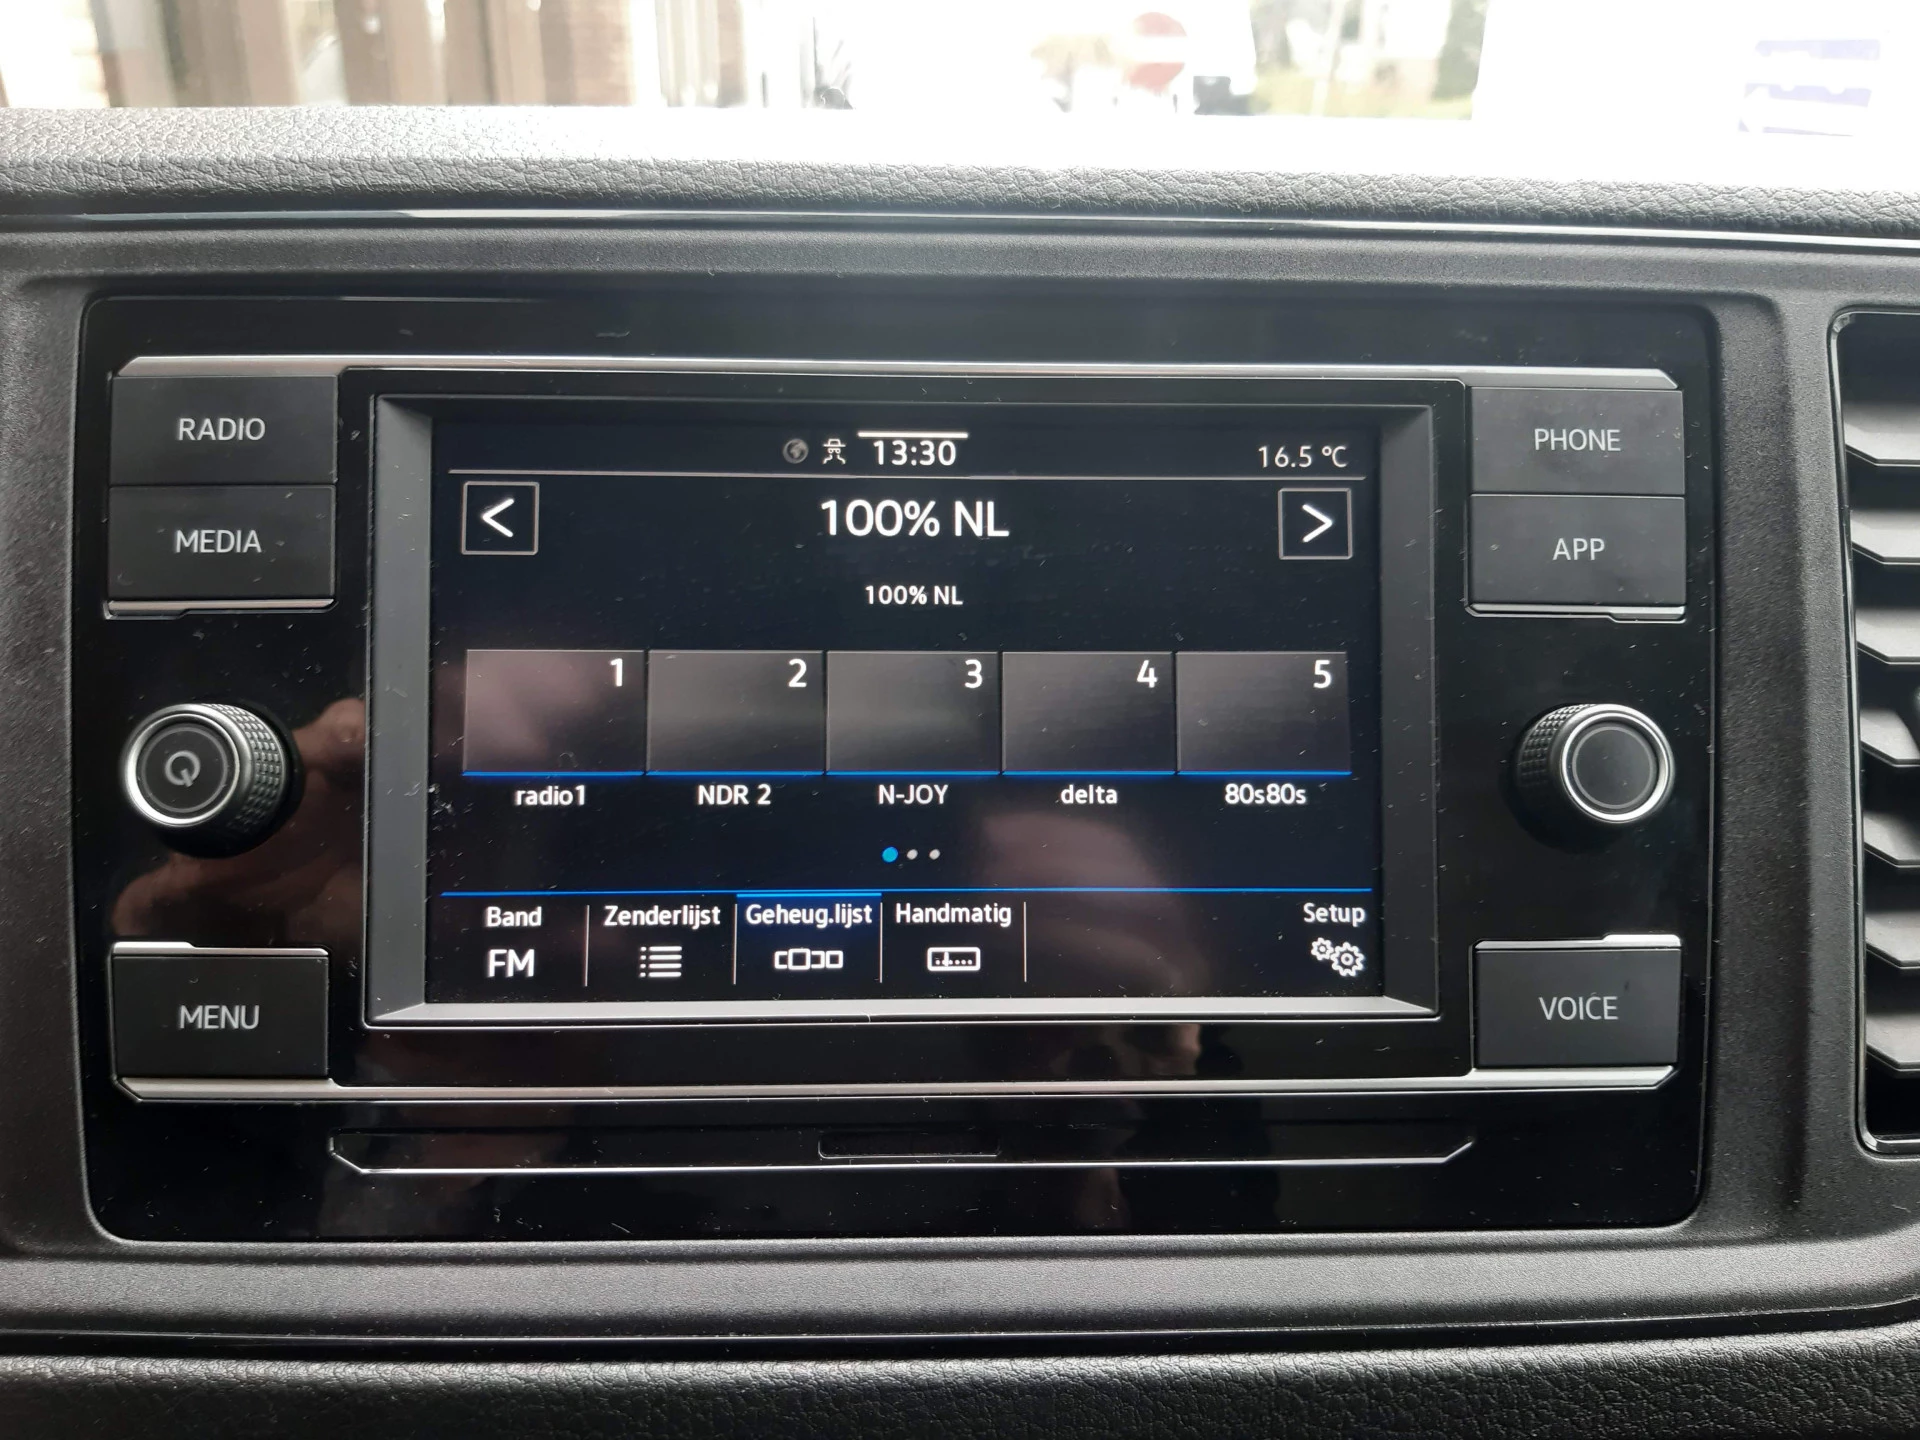 RADIO
MEDIA
MENU
13:30
16.5 °C
<
100% NL
>
100% NL
1
2
3
4
5
radio1
NDR 2
N-JOY
delta
80s80s
Band
FM
Zenderlijst
Geheug.lijst
Handmatig
Setup
PHONE
APP
VOICE